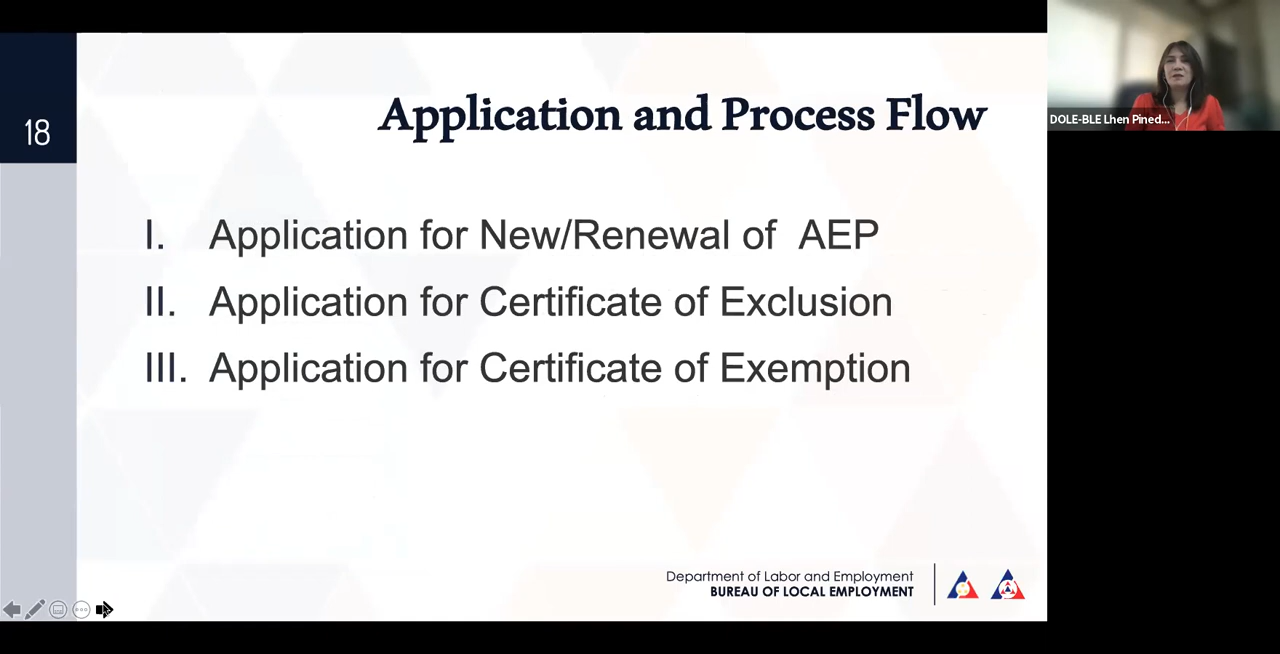 18
Application and Process Flow
I. Application for New/Renewal of AEP
II. Application for Certificate of Exclusion
III. Application for Certificate of Exemption
Department of Labor and Employment
BUREAU OF LOCAL EMPLOYMENT
DOLE-BLE Lhen Pined...